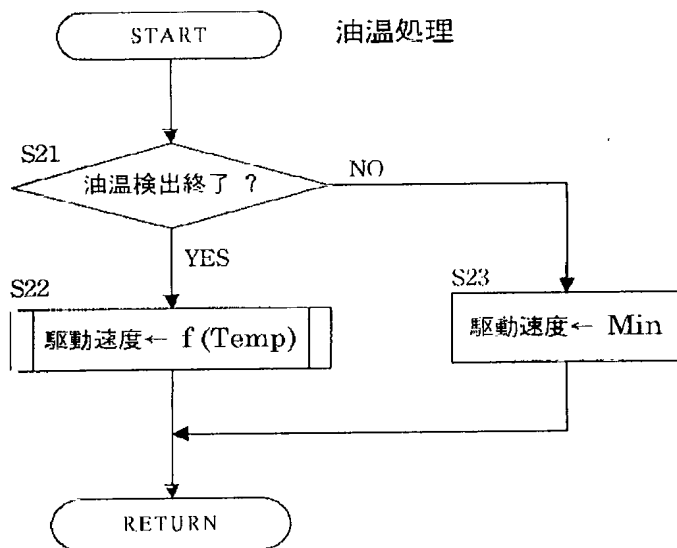 START
油温処理
S21
油温検出終了 ?
NO
YES
S22
駆動速度← f (Temp)
S23
駆動速度← Min
RETURN